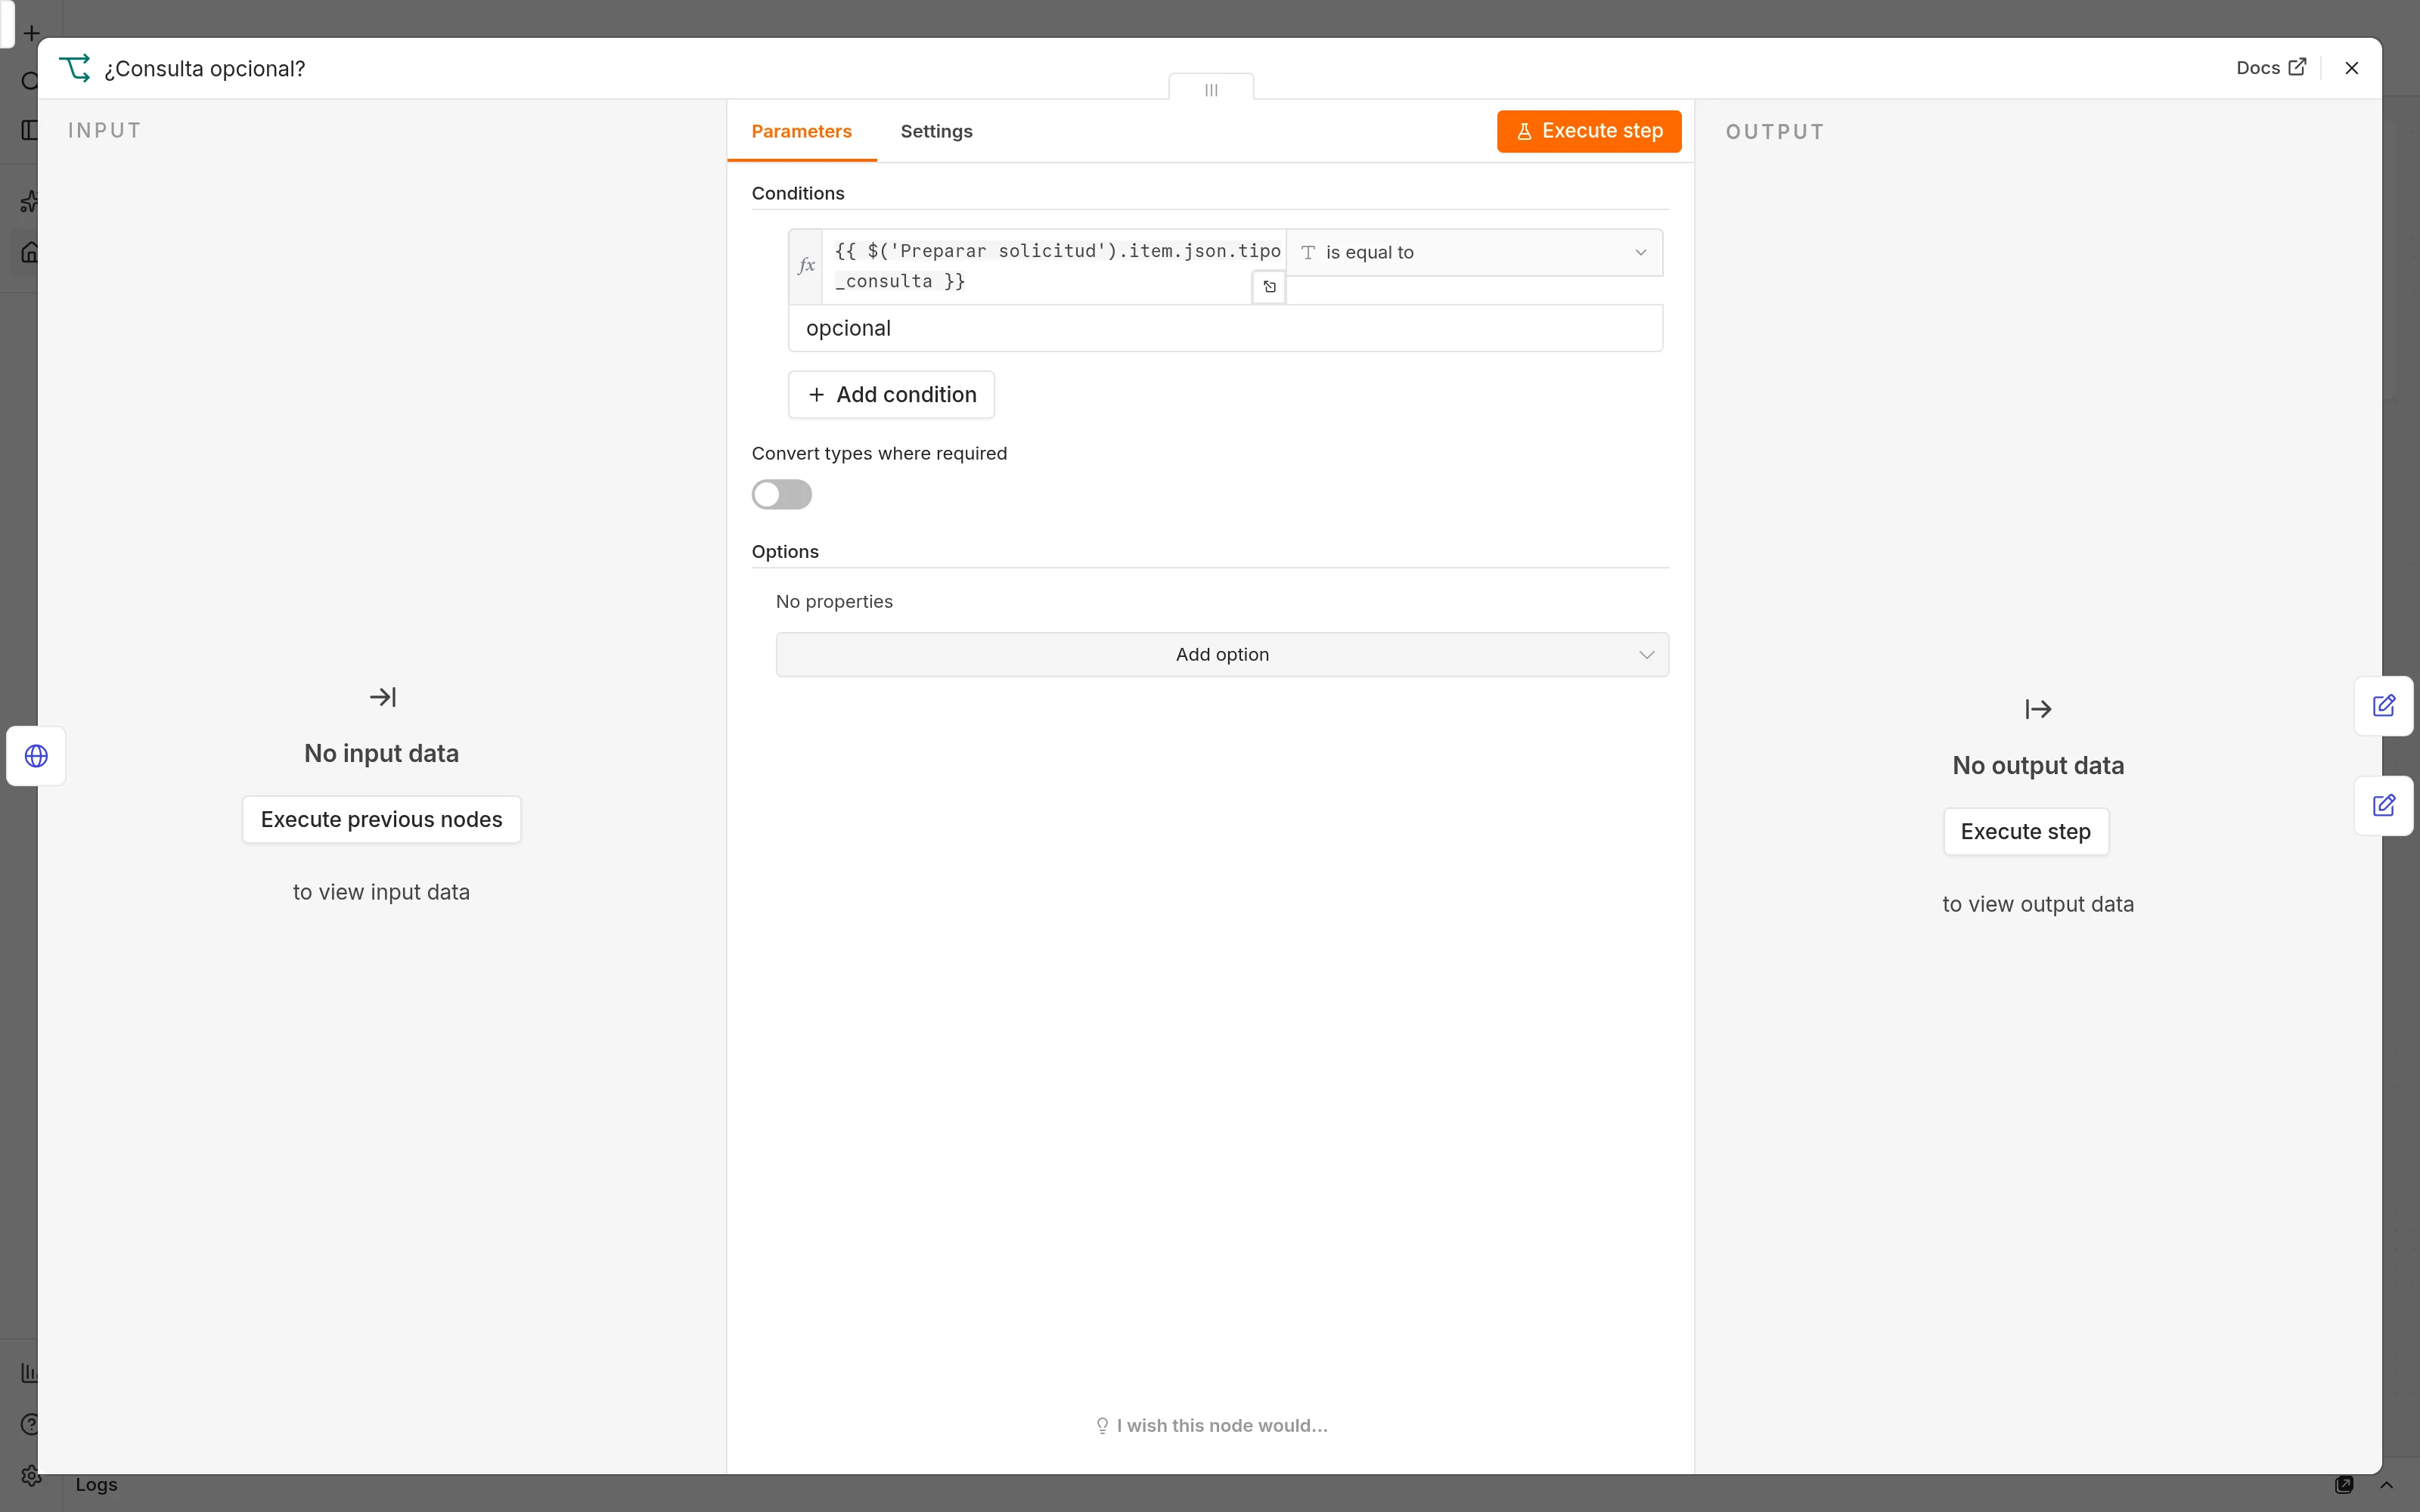 ¿Consulta opcional?
Docs
INPUT
Parameters
Settings
Execute step
OUTPUT
Conditions
fx
{{ $('Preparar solicitud').item.json.tipo
_consulta }}
T is equal to
opcional
+ Add condition
Convert types where required
Options
No properties
Add option
No input data
Execute previous nodes
to view input data
No output data
Execute step
to view output data
I wish this node would...
Logs